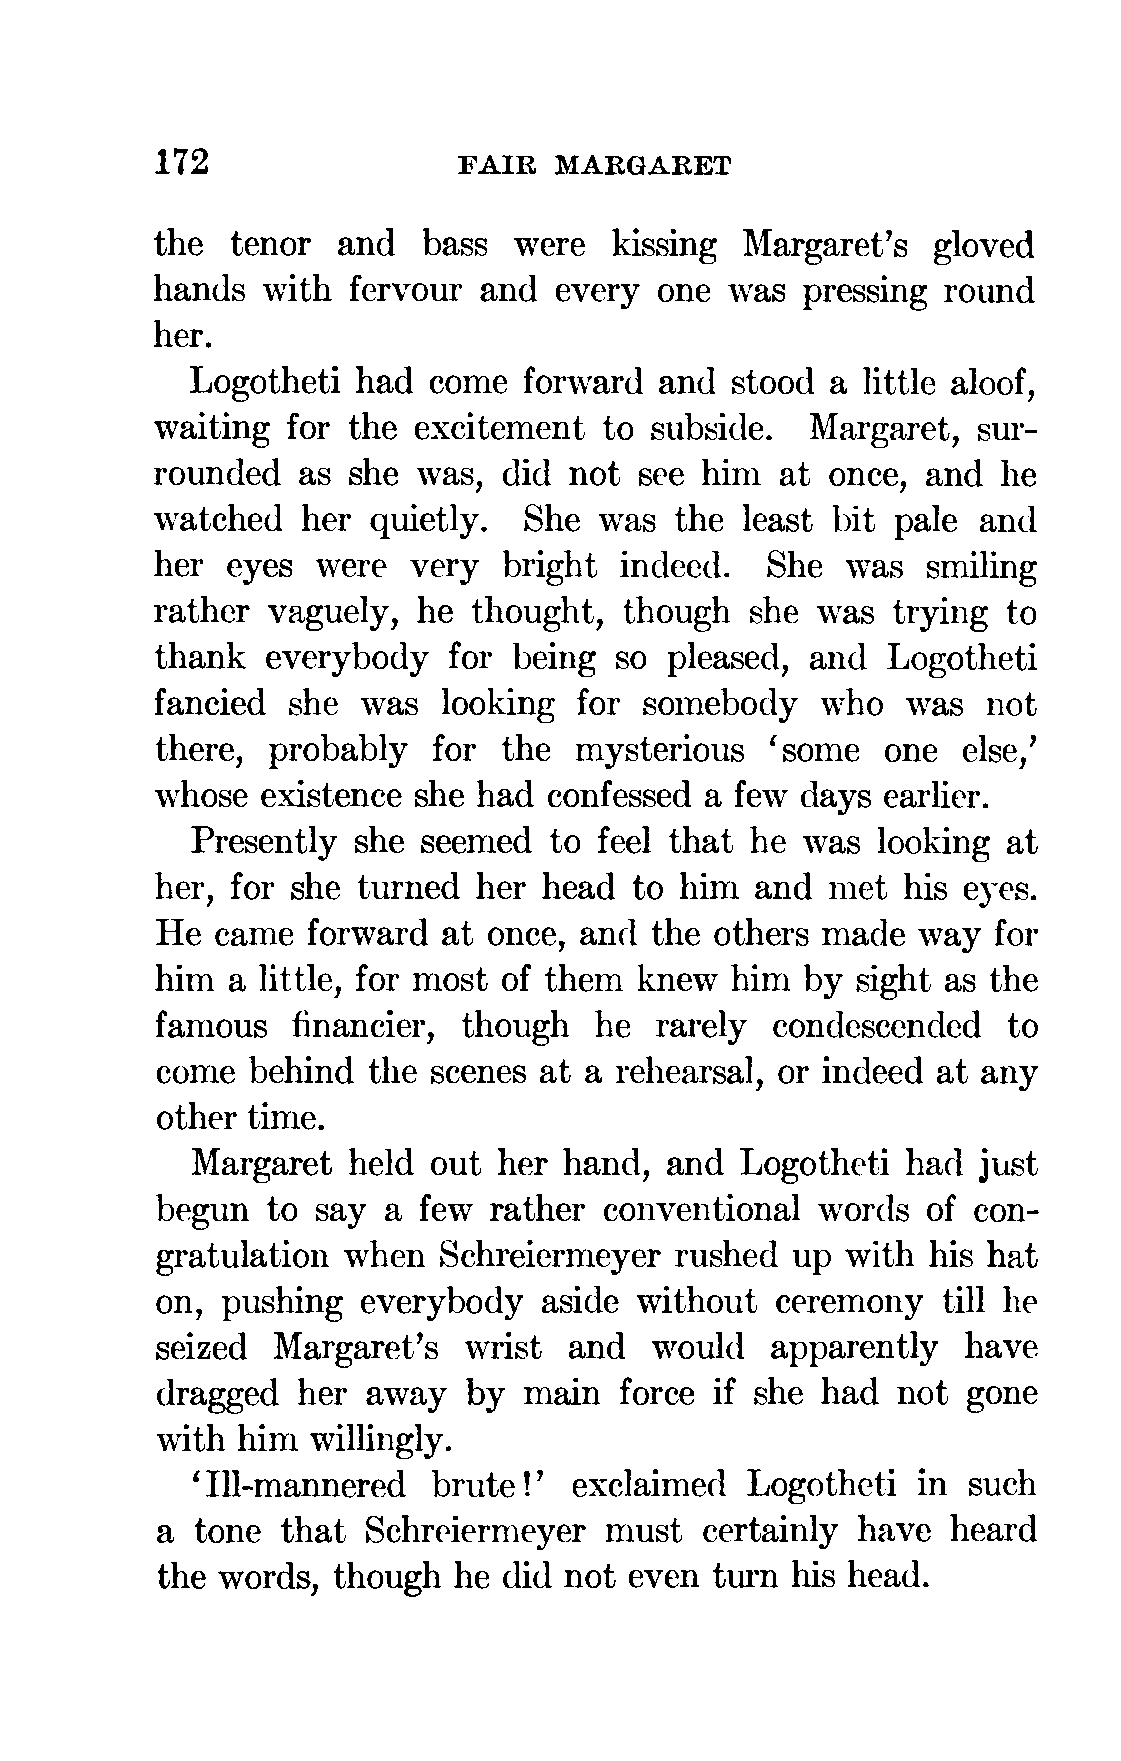 172 FAIR MARGARET
the tenor and bass were kissing Margaret's gloved
hands with fervour and every one was pressing round
her.
Logotheti had come forward and stood a little aloof,
waiting for the excitement to subside. Margaret, sur-
rounded as she was, did not see him at once, and he
watched her quietly. She was the least bit pale and
her eyes were very bright indeed. She was smiling
rather vaguely, he thought, though she was trying to
thank everybody for being so pleased, and Logotheti
fancied she was looking for somebody who was not
there, probably for the mysterious 'some one else,'
whose existence she had confessed a few days earlier.
Presently she seemed to feel that he was looking at
her, for she turned her head to him and met his eyes.
He came forward at once, and the others made way for
him a little, for most of them knew him by sight as the
famous financier, though he rarely condescended to
come behind the scenes at a rehearsal, or indeed at any
other time.
Margaret held out her hand, and Logotheti had just
begun to say a few rather conventional words of con-
gratulation when Schreiermeyer rushed up with his hat
on, pushing everybody aside without ceremony till he
seized Margaret's wrist and would apparently have
dragged her away by main force if she had not gone
with him willingly.
'Ill-mannered brute!' exclaimed Logotheti in such
a tone that Schreiermeyer must certainly have heard
the words, though he did not even turn his head.